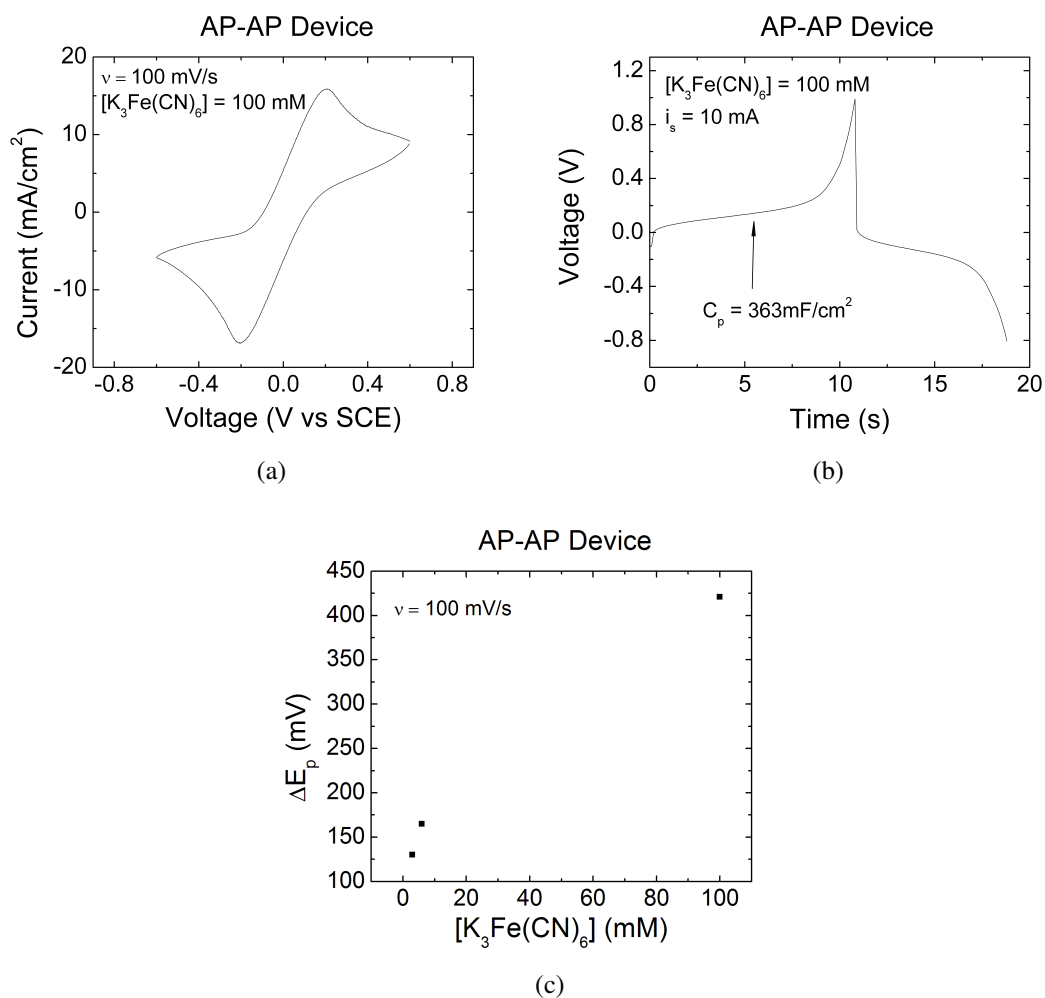 AP-AP Device
ν = 100 mV/s
[K₃Fe(CN)₆] = 100 mM
20
10
0
-10
-20
Current (mA/cm²)
-0.8 -0.4 0.0 0.4 0.8
Voltage (V vs SCE)
(a)
AP-AP Device
[K₃Fe(CN)₆] = 100 mM
iₛ = 10 mA
1.2
0.8
0.4
0.0
-0.4
-0.8
Voltage (V)
Cₚ = 363mF/cm²
0 5 10 15 20
Time (s)
(b)
AP-AP Device
ν = 100 mV/s
450
400
350
300
250
200
150
100
ΔEₚ (mV)
0 20 40 60 80 100
[K₃Fe(CN)₆] (mM)
(c)